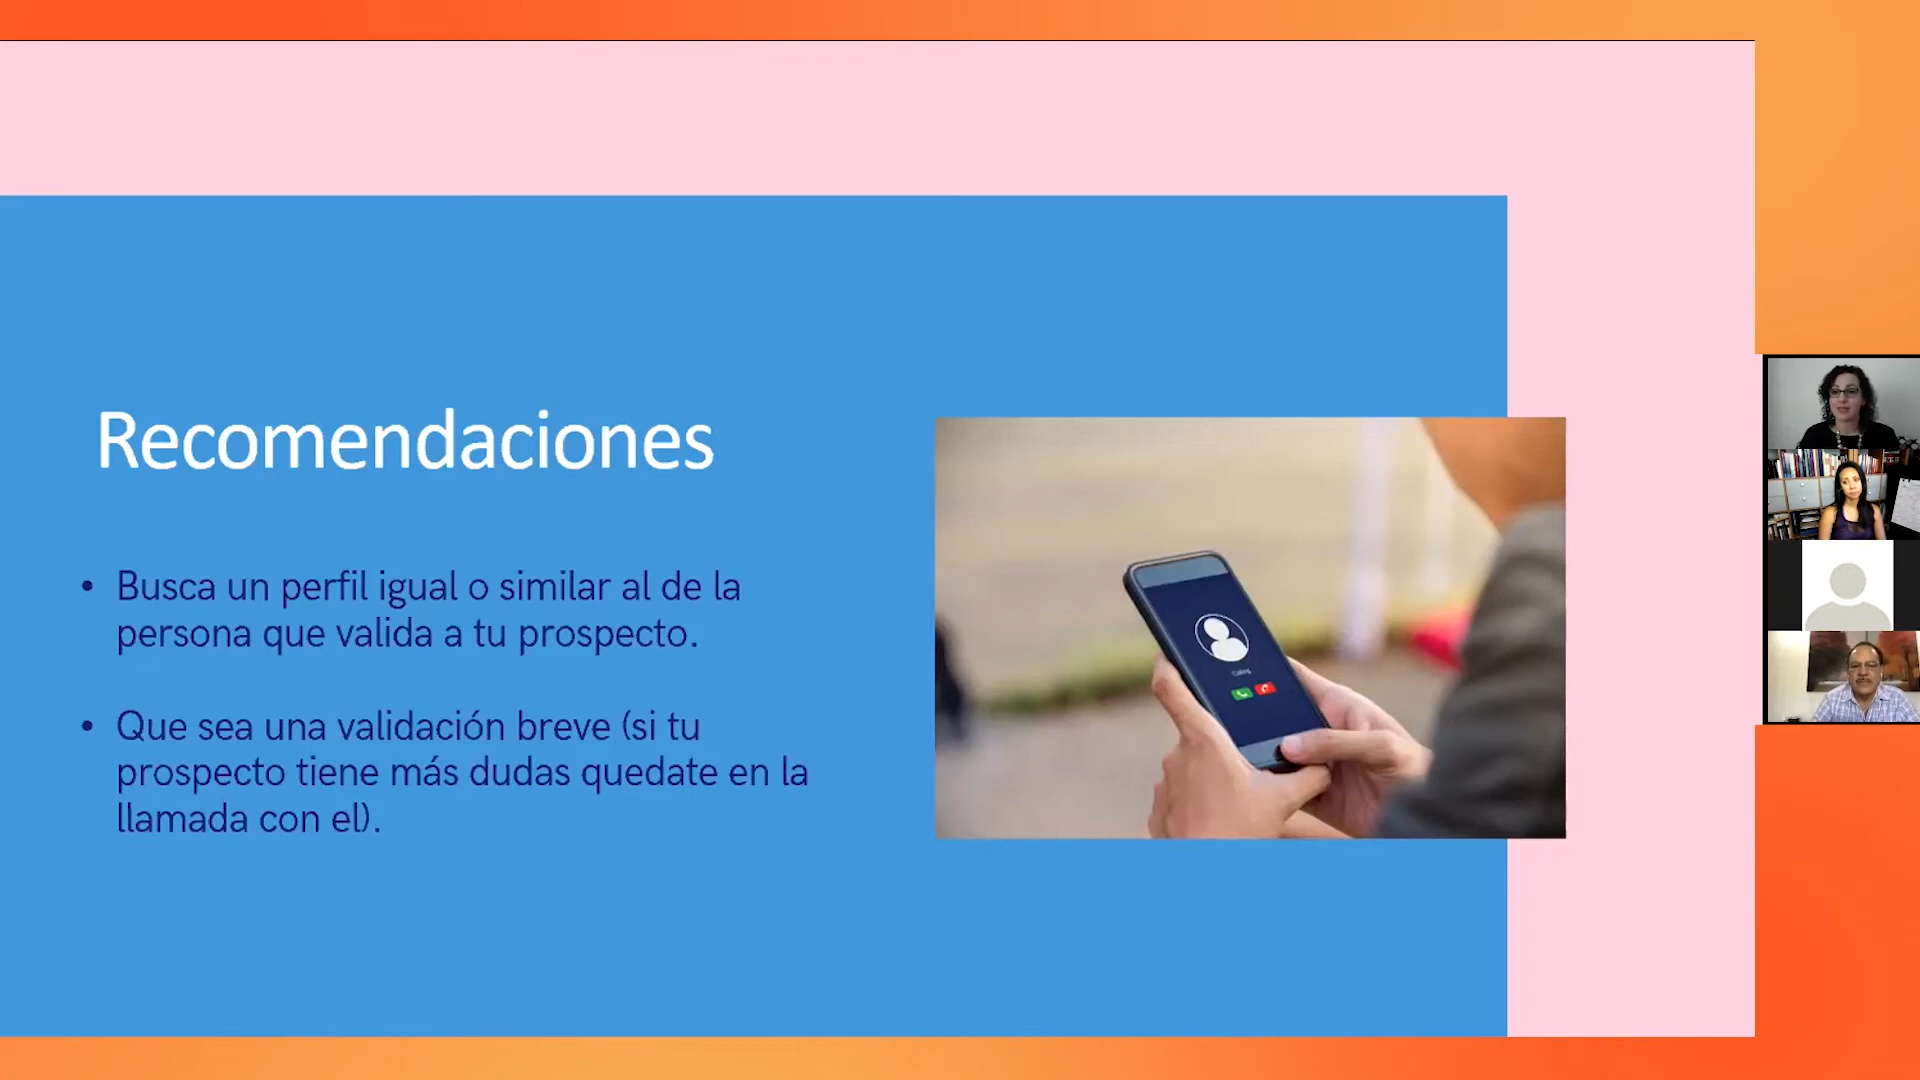 Recomendaciones
• Busca un perfil igual o similar al de la
persona que valida a tu prospecto.
• Que sea una validación breve (si tu
prospecto tiene más dudas quedate en la
llamada con el).